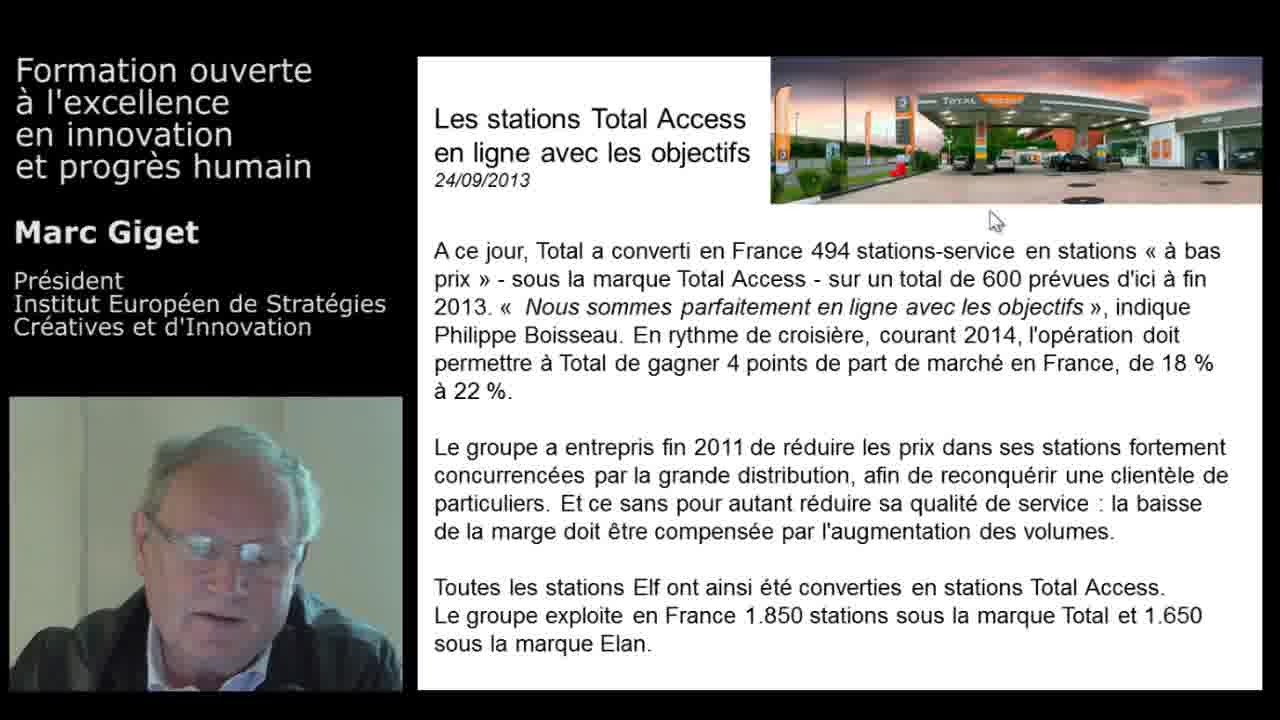 Formation ouverte
à l'excellence
en innovation
et progrès humain
Marc Giget
Président
Institut Européen de Stratégies
Créatives et d'Innovation
Les stations Total Access
en ligne avec les objectifs
24/09/2013
TOTAL
A ce jour, Total a converti en France 494 stations-service en stations « à bas
prix » - sous la marque Total Access - sur un total de 600 prévues d'ici à fin
2013. « Nous sommes parfaitement en ligne avec les objectifs », indique
Philippe Boisseau. En rythme de croisière, courant 2014, l'opération doit
permettre à Total de gagner 4 points de part de marché en France, de 18 %
à 22 %.
Le groupe a entrepris fin 2011 de réduire les prix dans ses stations fortement
concurrencées par la grande distribution, afin de reconquérir une clientèle de
particuliers. Et ce sans pour autant réduire sa qualité de service : la baisse
de la marge doit être compensée par l'augmentation des volumes.
Toutes les stations Elf ont ainsi été converties en stations Total Access.
Le groupe exploite en France 1.850 stations sous la marque Total et 1.650
sous la marque Elan.